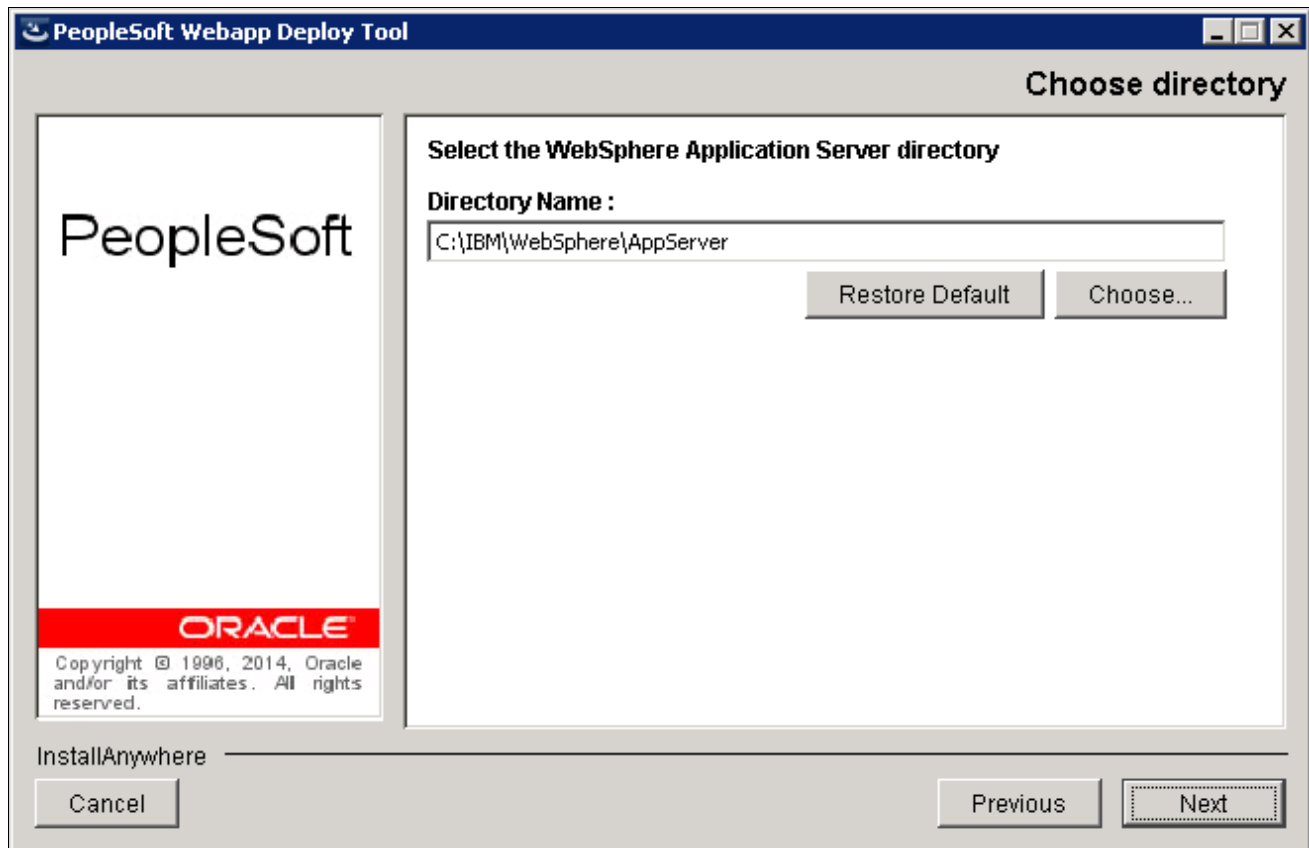 PeopleSoft Webapp Deploy Tool
Choose directory
PeopleSoft
ORACLE
Copyright © 1996, 2014, Oracle
and/or its affiliates. All rights
reserved.
Select the WebSphere Application Server directory
Directory Name :
C:\IBM\WebSphere\AppServer
Restore Default
Choose...
InstallAnywhere
Cancel
Previous
Next